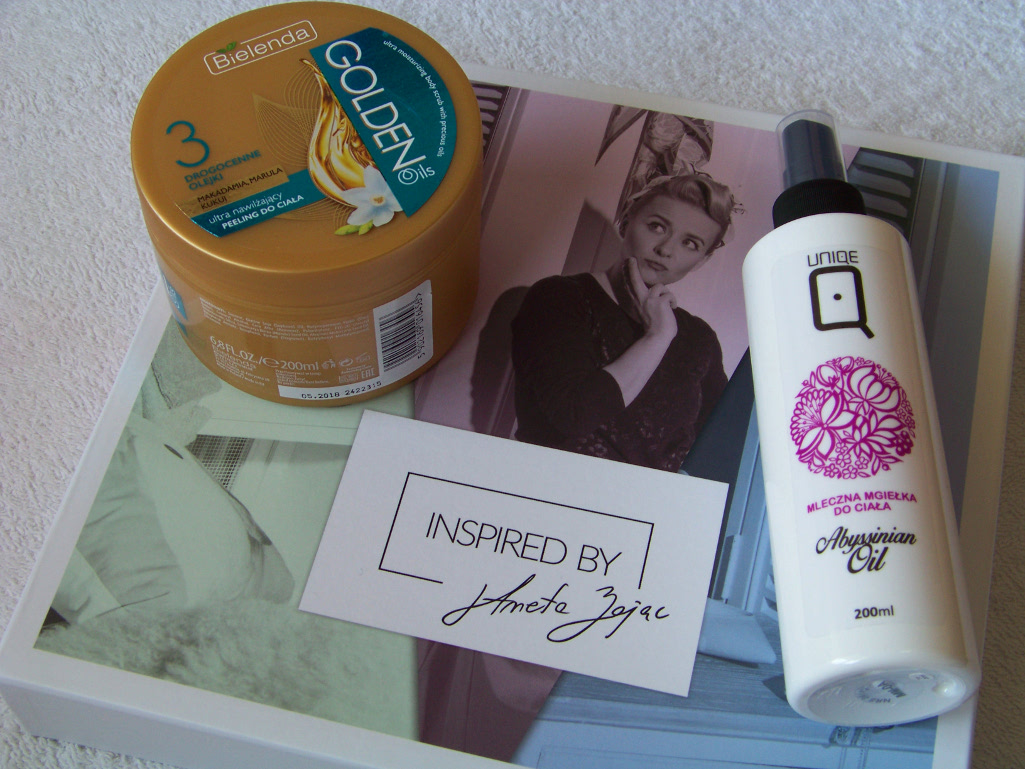 Bielenda
GOLDEN
Oils
ultra moisturizing body scrub with precious oils
3
DROGOCENNE
OLEJKI
MAKADAMIA, MARULA
KUKUI
ultra nawilżający
PEELING DO CIAŁA
6,8FL.OZ./℮200ml
05.2018 2422315
INSPIRED BY
Aneta Zając
UNIQE
Q
MLECZNA MGIEŁKA
DO CIAŁA
Abyssinian
Oil
200ml